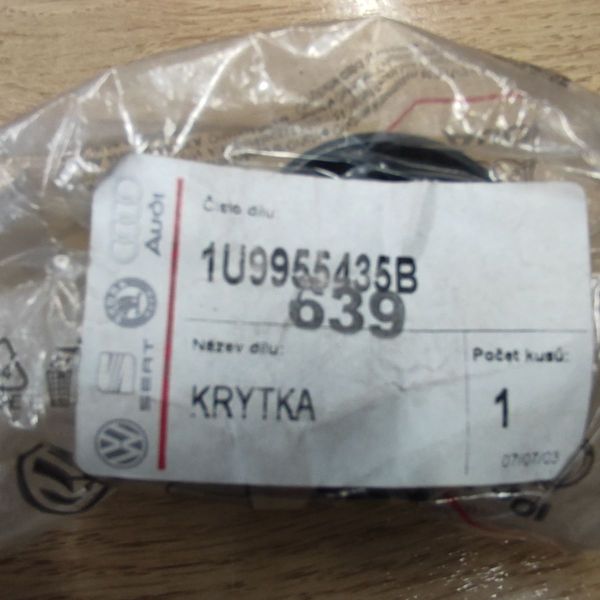 Číslo dílu:
1U9955435B
639
Název dílu:
Počet kusů:
KRYTKA
1
07/07/03
Audi
SEAT